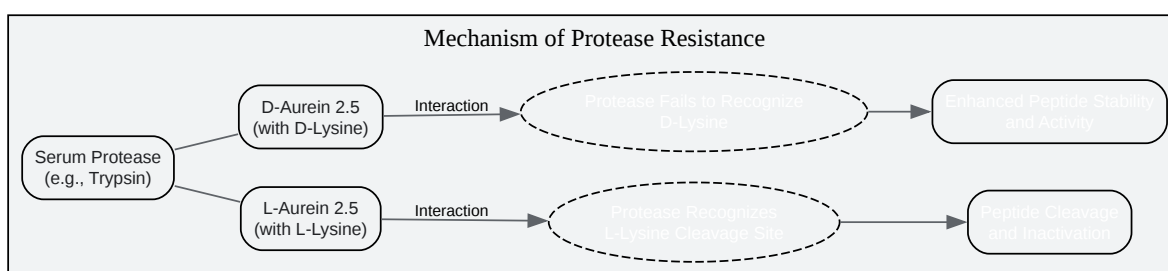 Mechanism of Protease Resistance
Serum Protease
(e.g., Trypsin)
D-Aurein 2.5
(with D-Lysine)
Interaction
Protease Fails to Recognize
D-Lysine
Enhanced Peptide Stability
and Activity
L-Aurein 2.5
(with L-Lysine)
Interaction
Protease Recognizes
L-Lysine Cleavage Site
Peptide Cleavage
and Inactivation